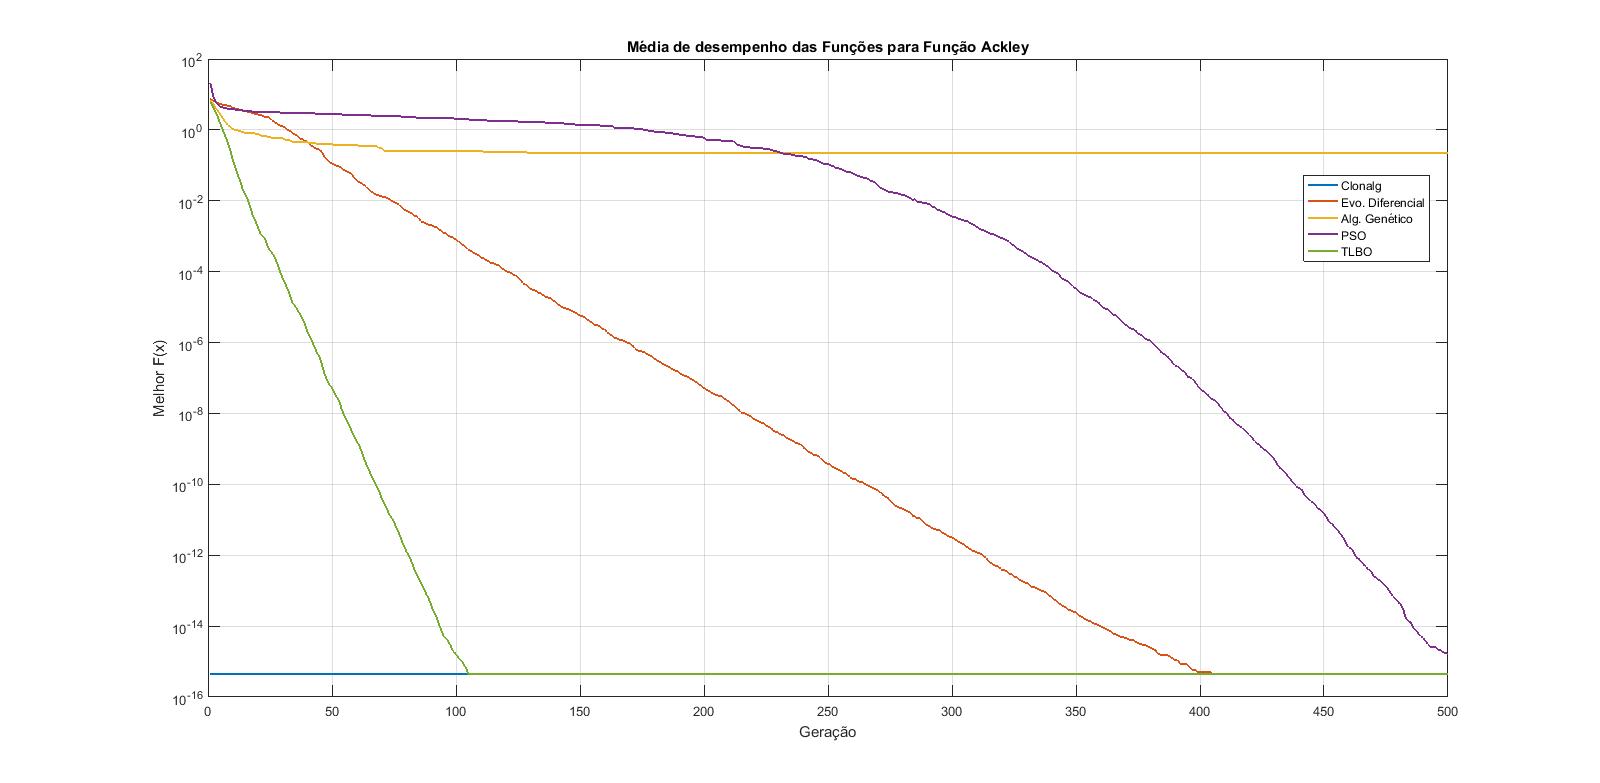 Média de desempenho das Funções para Função Ackley
10^2
10^0
10^-2
10^-4
10^-6
10^-8
10^-10
10^-12
10^-14
10^-16
Melhor F(x)
Clonalg
Evo. Diferencial
Alg. Genético
PSO
TLBO
0 50 100 150 200 250 300 350 400 450 500
Geração